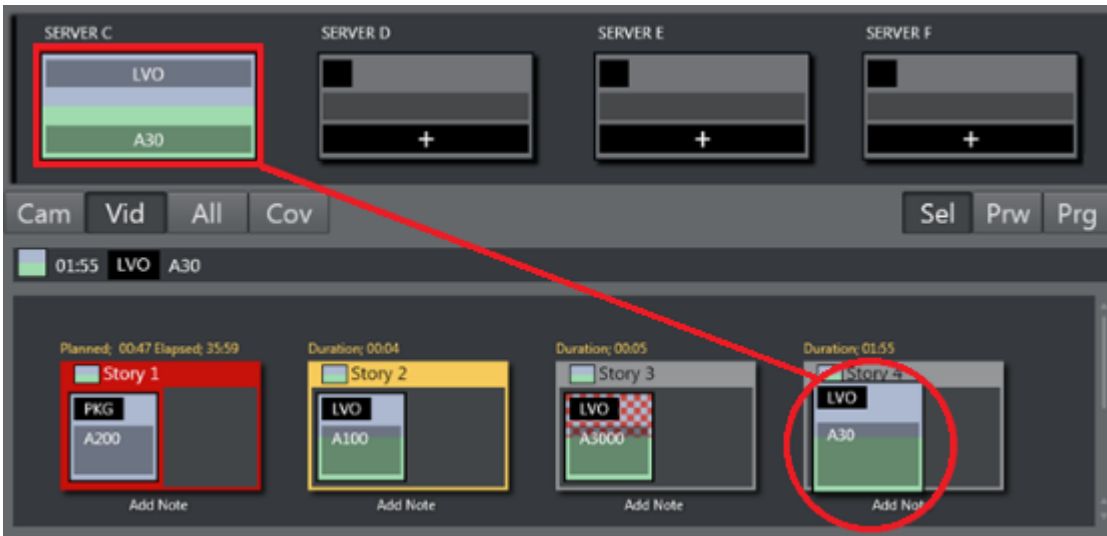 SERVER C SERVER D SERVER E SERVER F
LVO
A30 + + +
Cam Vid All Cov Sel Prw Prg
01:55 LVO A30
Planned; 00:47 Elapsed; 35:59 Duration; 00:04 Duration; 00:05 Duration; 01:55
Story 1 Story 2 Story 3 Story 4
PKG LVO LVO LVO
A200 A100 A3000 A30
Add Note Add Note Add Note Add Not